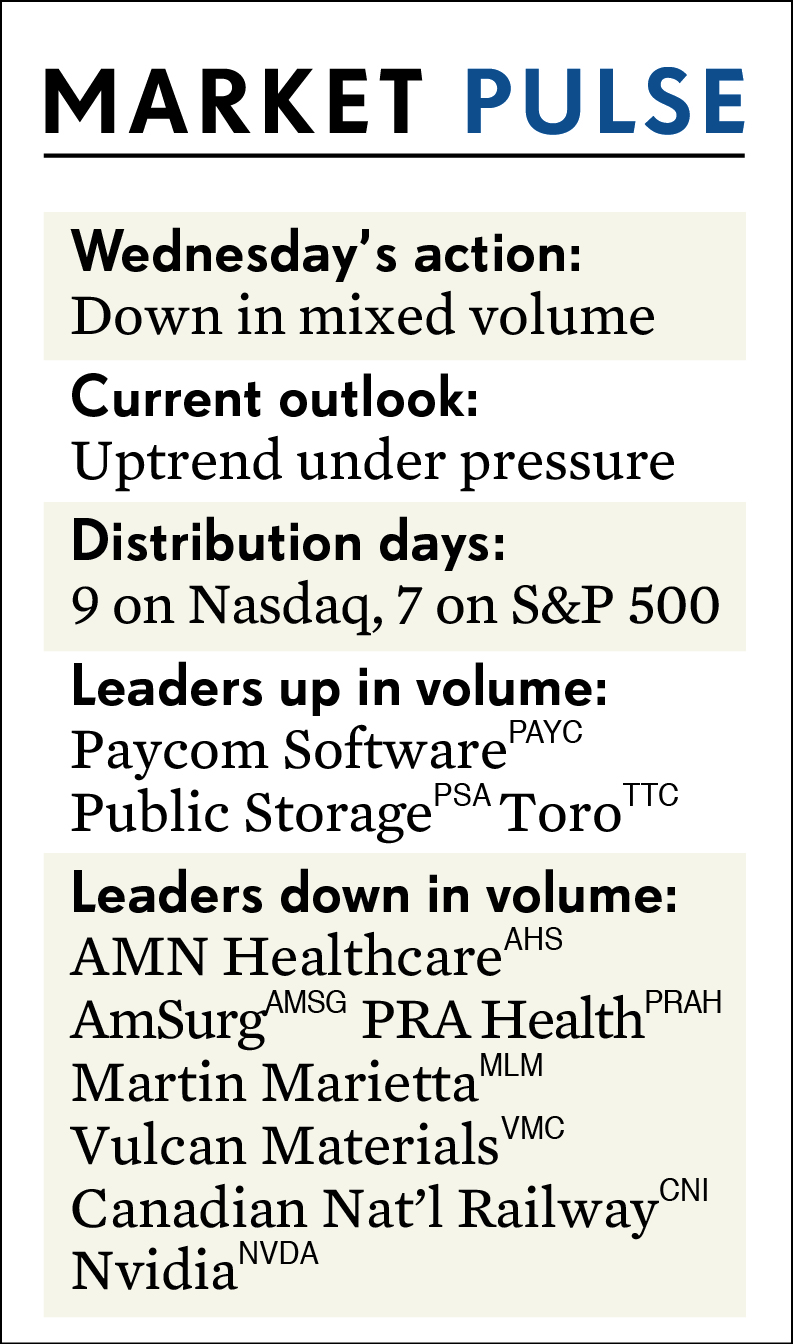 MARKET PULSE
Wednesday’s action:
Down in mixed volume
Current outlook:
Uptrend under pressure
Distribution days:
9 on Nasdaq, 7 on S&P 500
Leaders up in volume:
Paycom Software PAYC
Public Storage PSA Toro TTC
Leaders down in volume:
AMN Healthcare AHS
AmSurg AMSG PRA Health PRAH
Martin Marietta MLM
Vulcan Materials VMC
Canadian Nat’l Railway CNI
Nvidia NVDA